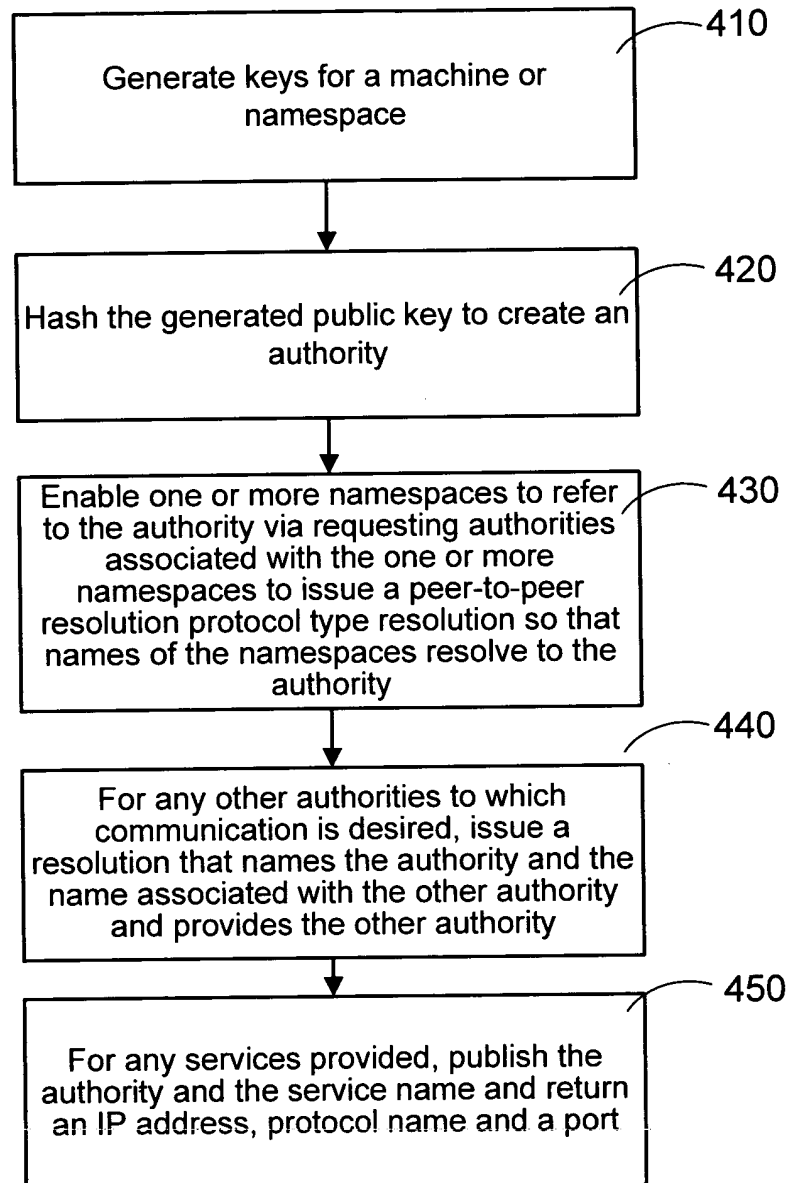 410
Generate keys for a machine or
namespace
420
Hash the generated public key to create an
authority
430
Enable one or more namespaces to refer
to the authority via requesting authorities
associated with the one or more
namespaces to issue a peer-to-peer
resolution protocol type resolution so that
names of the namespaces resolve to the
authority
440
For any other authorities to which
communication is desired, issue a
resolution that names the authority and the
name associated with the other authority
and provides the other authority
450
For any services provided, publish the
authority and the service name and return
an IP address, protocol name and a port